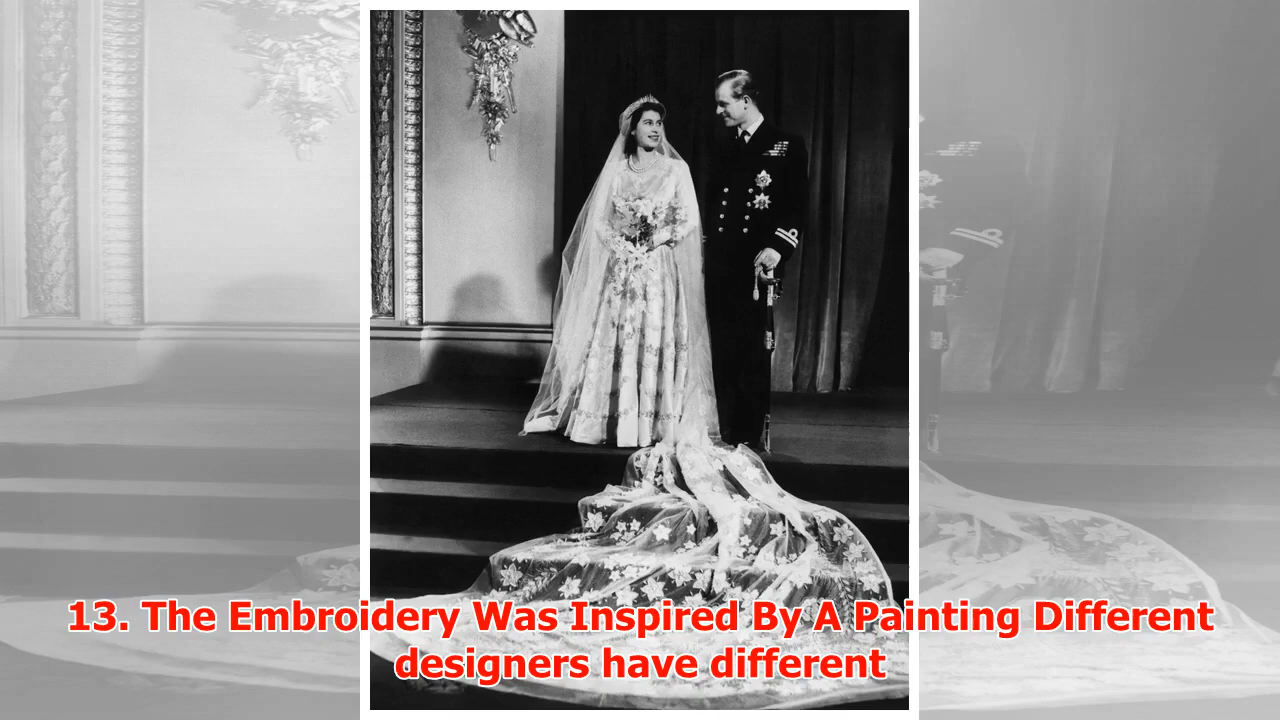 13. The Embroidery Was Inspired By A Painting Different
designers have different